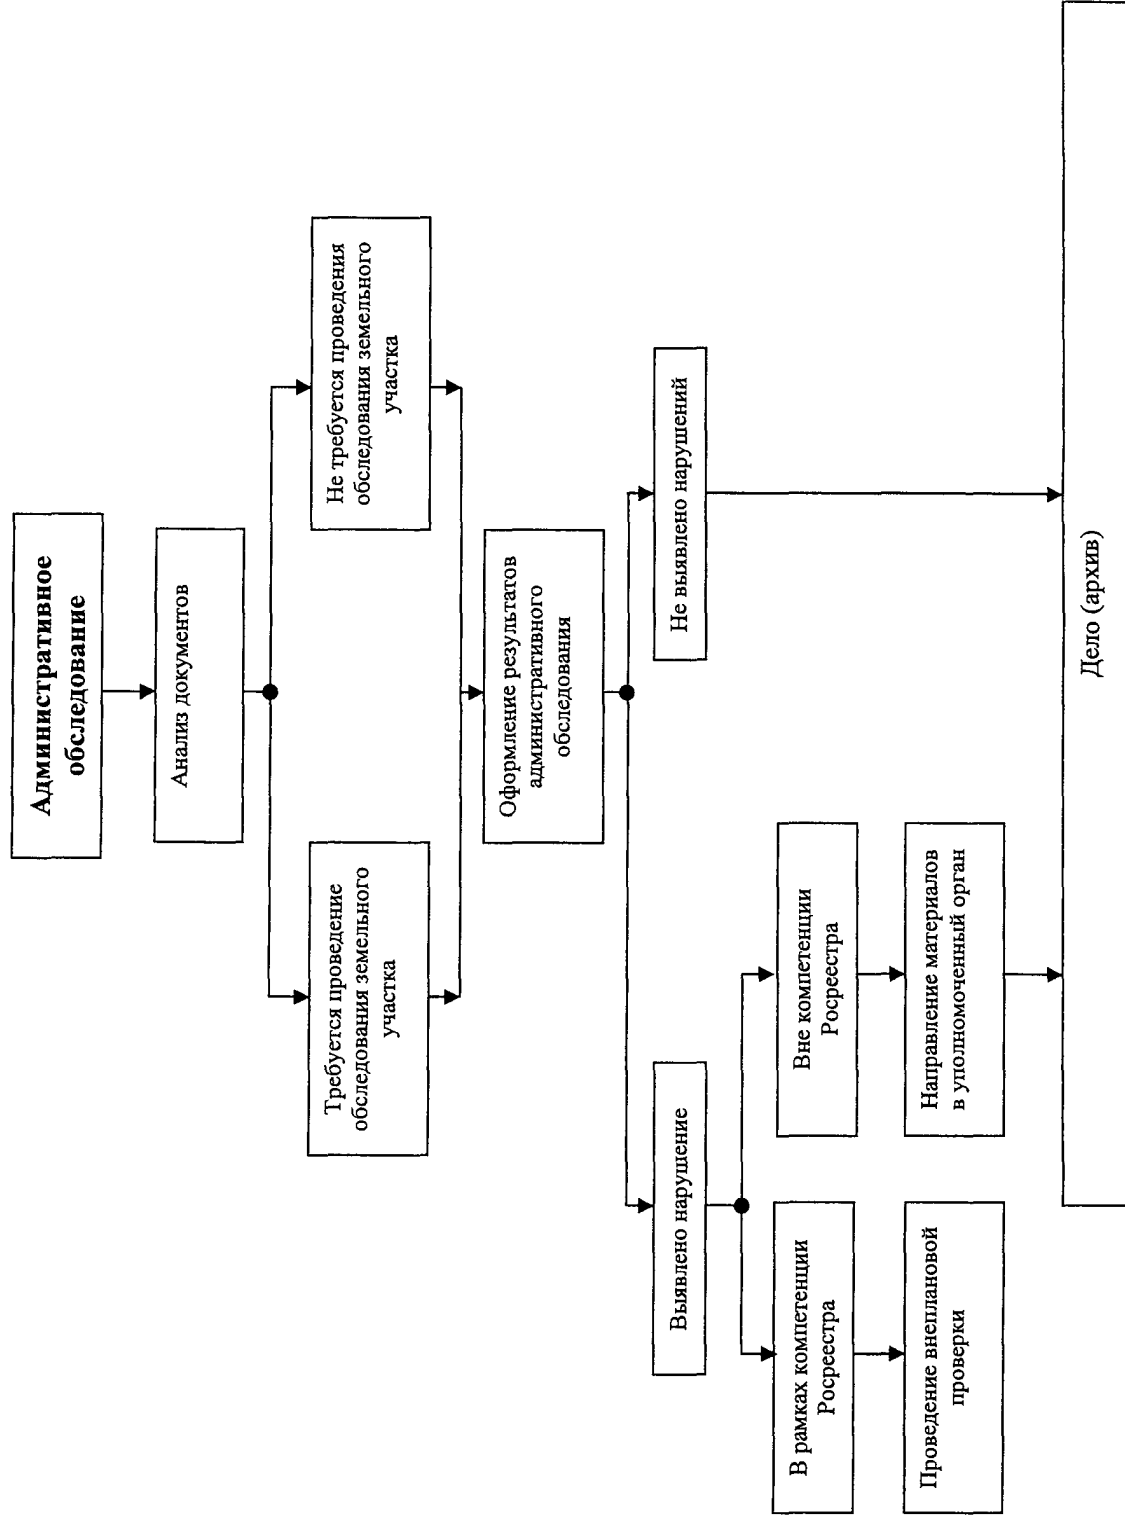 Административное
обследование
Анализ документов
Требуется проведение
обследования земельного
участка
Не требуется проведения
обследования земельного
участка
Оформление результатов
административного
обследования
Выявлено нарушение
Не выявлено нарушений
В рамках компетенции
Росреестра
Вне компетенции
Росреестра
Проведение внеплановой
проверки
Направление материалов
в уполномоченный орган
Дело (архив)